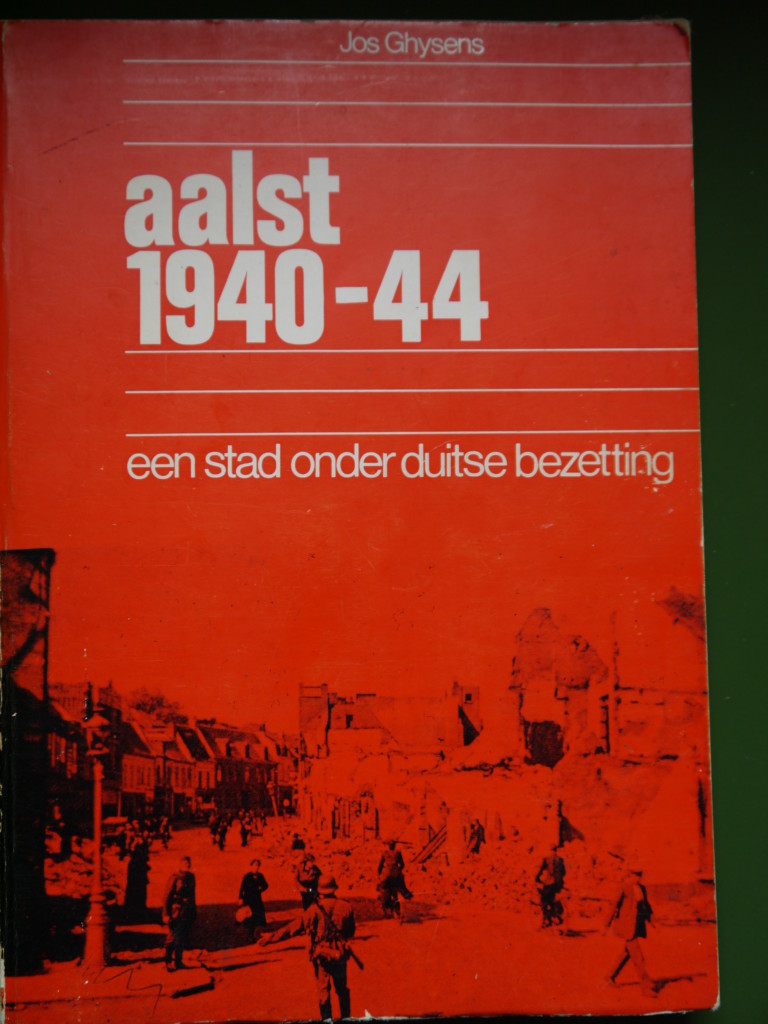 Jos Ghysens
aalst
1940-44
een stad onder duitse bezetting